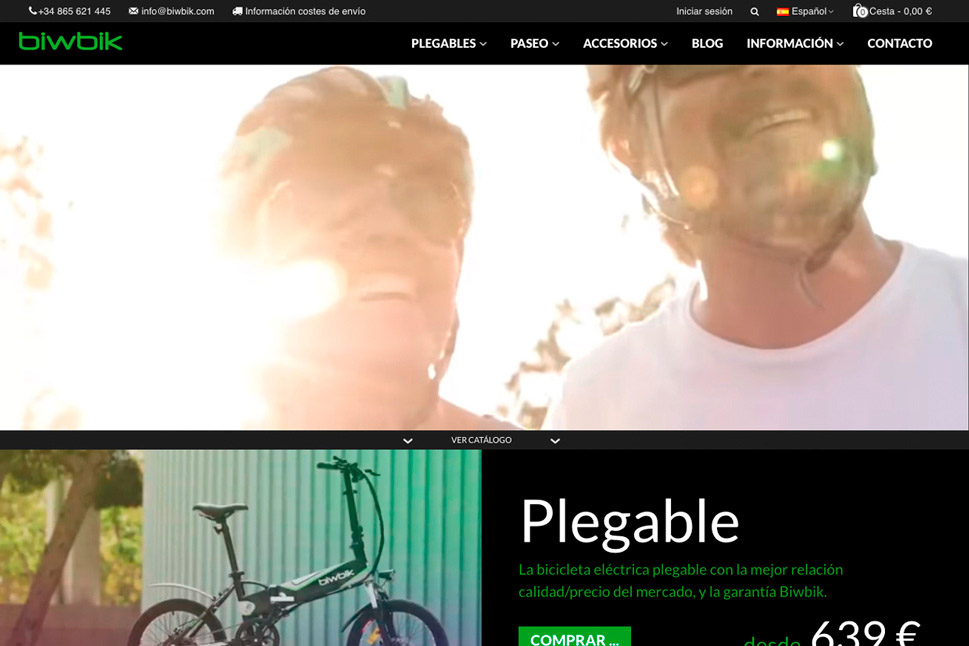 +34 865 621 445 info@biwbik.com Información costes de envío Iniciar sesión Español 0 Cesta - 0,00 €
biwbik PLEGABLES PASEO ACCESORIOS BLOG INFORMACIÓN CONTACTO
VER CATÁLOGO
biwbik
Plegable
La bicicleta eléctrica plegable con la mejor relación
calidad/precio del mercado, y la garantía Biwbik.
COMPRAR ... desde 639 €